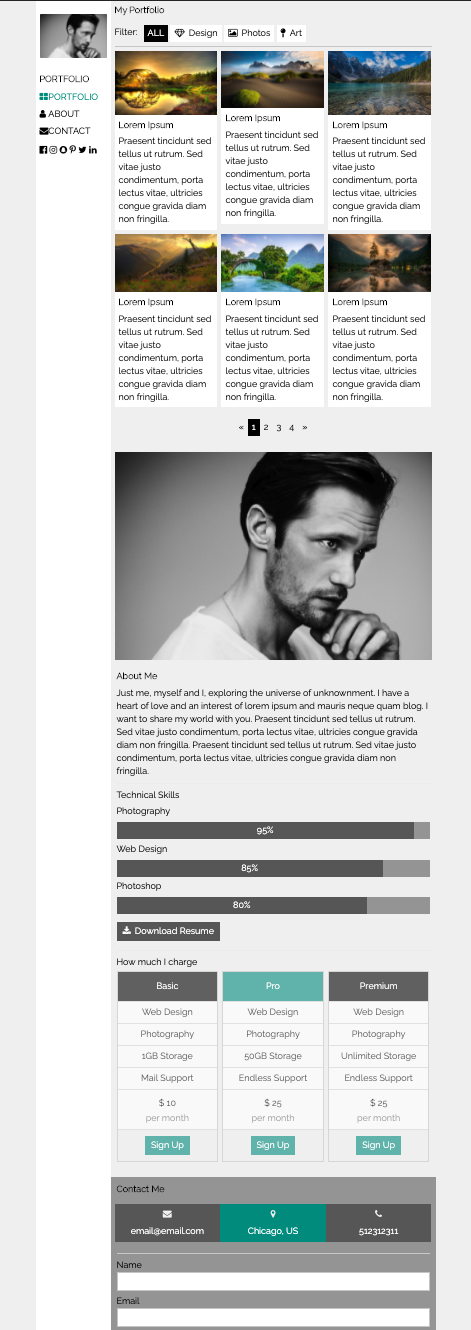 PORTFOLIO
PORTFOLIO
ABOUT
CONTACT
My Portfolio
Filter: ALL Design Photos Art
Lorem Ipsum
Praesent tincidunt sed
tellus ut rutrum. Sed
vitae justo
condimentum, porta
lectus vitae, ultricies
congue gravida diam
non fringilla.
Lorem Ipsum
Praesent tincidunt sed
tellus ut rutrum. Sed
vitae justo
condimentum, porta
lectus vitae, ultricies
congue gravida diam
non fringilla.
Lorem Ipsum
Praesent tincidunt sed
tellus ut rutrum. Sed
vitae justo
condimentum, porta
lectus vitae, ultricies
congue gravida diam
non fringilla.
Lorem Ipsum
Praesent tincidunt sed
tellus ut rutrum. Sed
vitae justo
condimentum, porta
lectus vitae, ultricies
congue gravida diam
non fringilla.
Lorem Ipsum
Praesent tincidunt sed
tellus ut rutrum. Sed
vitae justo
condimentum, porta
lectus vitae, ultricies
congue gravida diam
non fringilla.
Lorem Ipsum
Praesent tincidunt sed
tellus ut rutrum. Sed
vitae justo
condimentum, porta
lectus vitae, ultricies
congue gravida diam
non fringilla.
« 1 2 3 4 »
About Me
Just me, myself and I, exploring the universe of unknownment. I have a
heart of love and an interest of lorem ipsum and mauris neque quam blog. I
want to share my world with you. Praesent tincidunt sed tellus ut rutrum.
Sed vitae justo condimentum, porta lectus vitae, ultricies congue gravida
diam non fringilla. Praesent tincidunt sed tellus ut rutrum. Sed vitae justo
condimentum, porta lectus vitae, ultricies congue gravida diam non
fringilla.
Technical Skills
Photography
95%
Web Design
85%
Photoshop
80%
Download Resume
How much I charge
Basic
Web Design
Photography
1GB Storage
Mail Support
$ 10
per month
Sign Up
Pro
Web Design
Photography
50GB Storage
Endless Support
$ 25
per month
Sign Up
Premium
Web Design
Photography
Unlimited Storage
Endless Support
$ 25
per month
Sign Up
Contact Me
email@email.com
Chicago, US
512312311
Name
Email